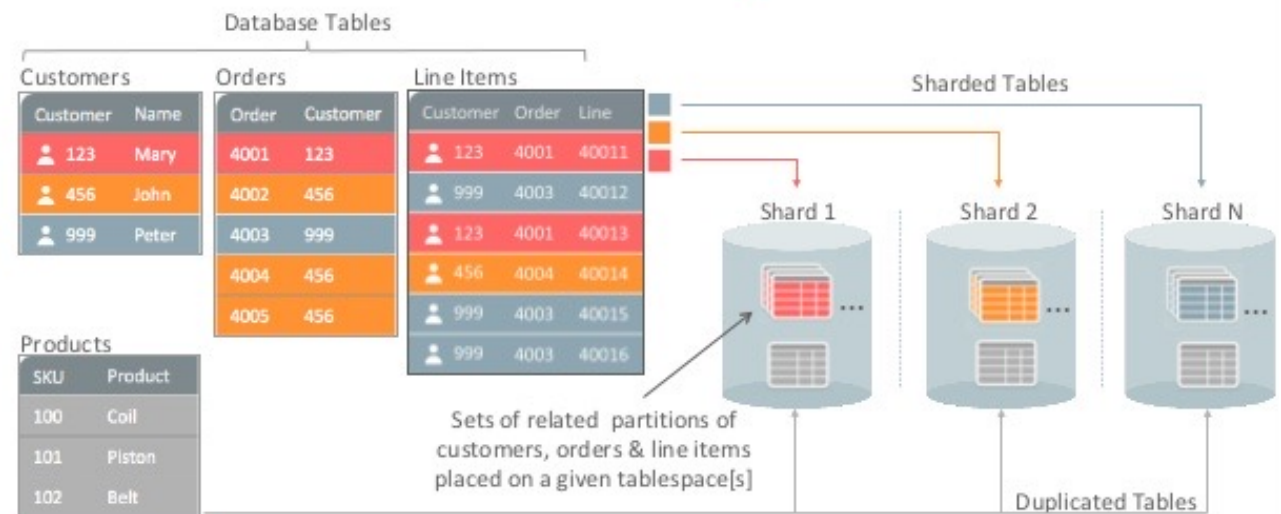 Database Tables
Customers
Customer Name
123 Mary
456 John
999 Peter
Orders
Order Customer
4001 123
4002 456
4003 999
4004 456
4005 456
Line Items
Customer Order Line
123 4001 40011
999 4003 40012
123 4001 40013
456 4004 40014
999 4003 40015
999 4003 40016
Sharded Tables
Shard 1
Shard 2
Shard N
...
...
...
Products
SKU Product
100 Coil
101 Piston
102 Belt
Sets of related partitions of
customers, orders & line items
placed on a given tablespace[s]
Duplicated Tables